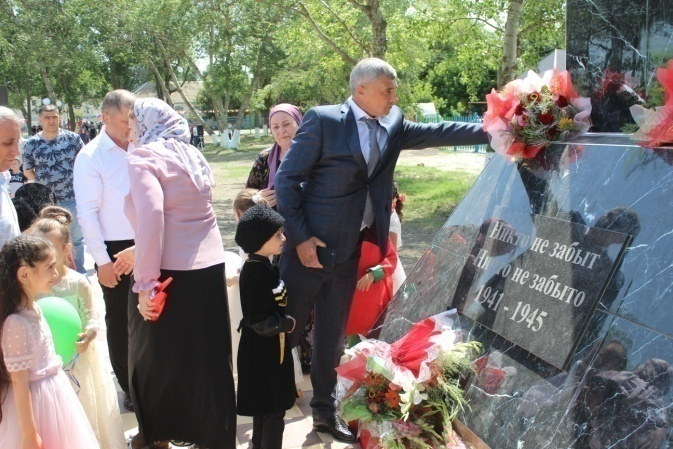 Никто не забыт
Ничто не забыто
1941 - 1945